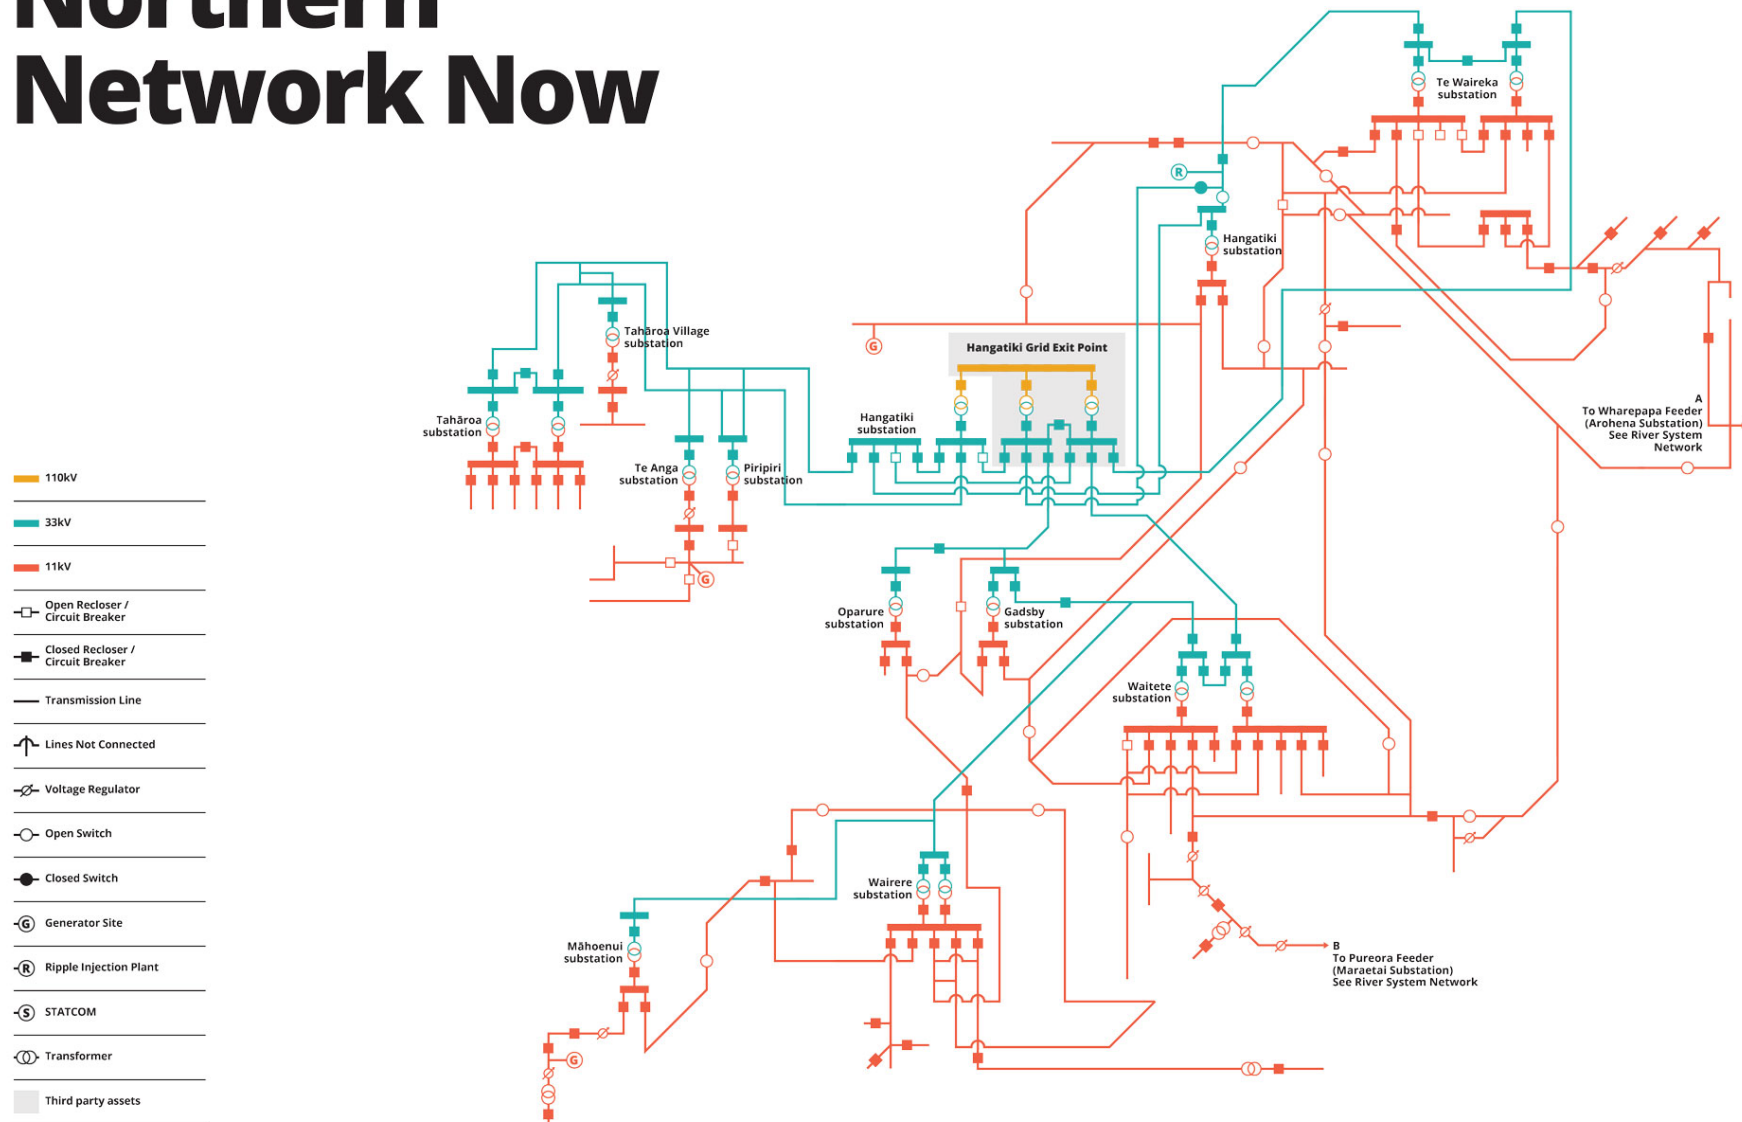 Northern
Network Now
Te Waireka
substation
R
Hangatiki
substation
Tahāroa Village
substation
G
Hangatiki Grid Exit Point
A
To Wharepapa Feeder
(Arohena Substation)
See River System
Network
Tahāroa
substation
Hangatiki
substation
Te Anga
substation
Piripiri
substation
110kV
33kV
11kV
Open Recloser /
Circuit Breaker
Closed Recloser /
Circuit Breaker
Transmission Line
Lines Not Connected
Voltage Regulator
Open Switch
Closed Switch
G
Generator Site
R
Ripple Injection Plant
S
STATCOM
Transformer
Third party assets
G
Oparure
substation
Gadsby
substation
Waitete
substation
Wairere
substation
Māhoenui
substation
B
To Pureora Feeder
(Maraetai Substation)
See River System Network
G